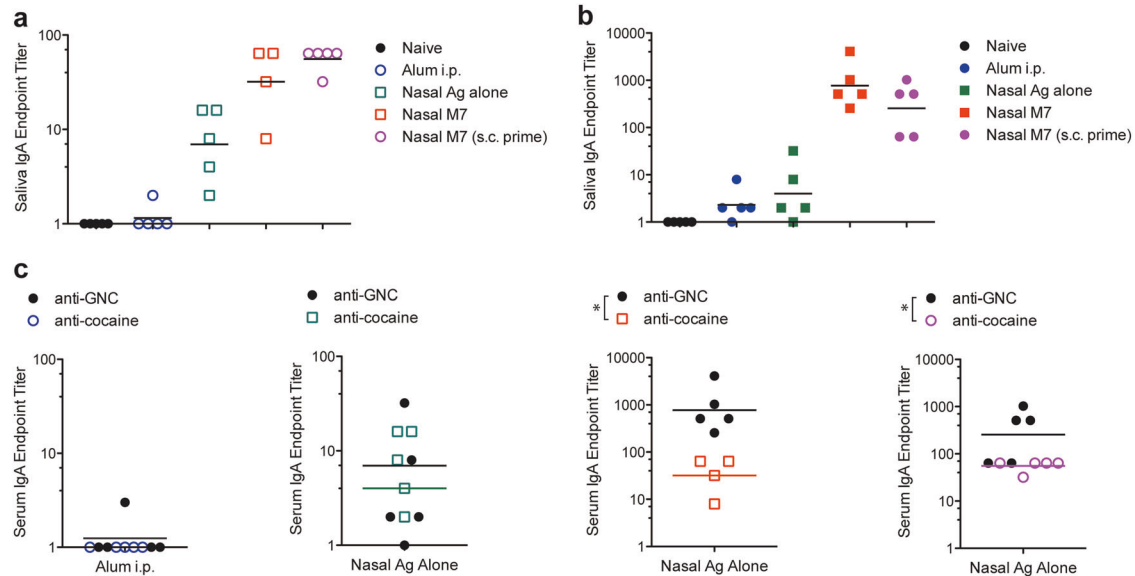 a
Saliva IgA Endpoint Titer
100
10
1
Naive
Alum i.p.
Nasal Ag alone
Nasal M7
Nasal M7 (s.c. prime)
b
Saliva IgA Endpoint Titer
10000
1000
100
10
1
Naive
Alum i.p.
Nasal Ag alone
Nasal M7
Nasal M7 (s.c. prime)
c
anti-GNC
anti-cocaine
Serum IgA Endpoint Titer
100
10
1
Alum i.p.
anti-GNC
anti-cocaine
Serum IgA Endpoint Titer
100
10
1
Nasal Ag Alone
*
anti-GNC
anti-cocaine
Serum IgA Endpoint Titer
10000
1000
100
10
1
Nasal Ag Alone
*
anti-GNC
anti-cocaine
Serum IgA Endpoint Titer
10000
1000
100
10
1
Nasal Ag Alone